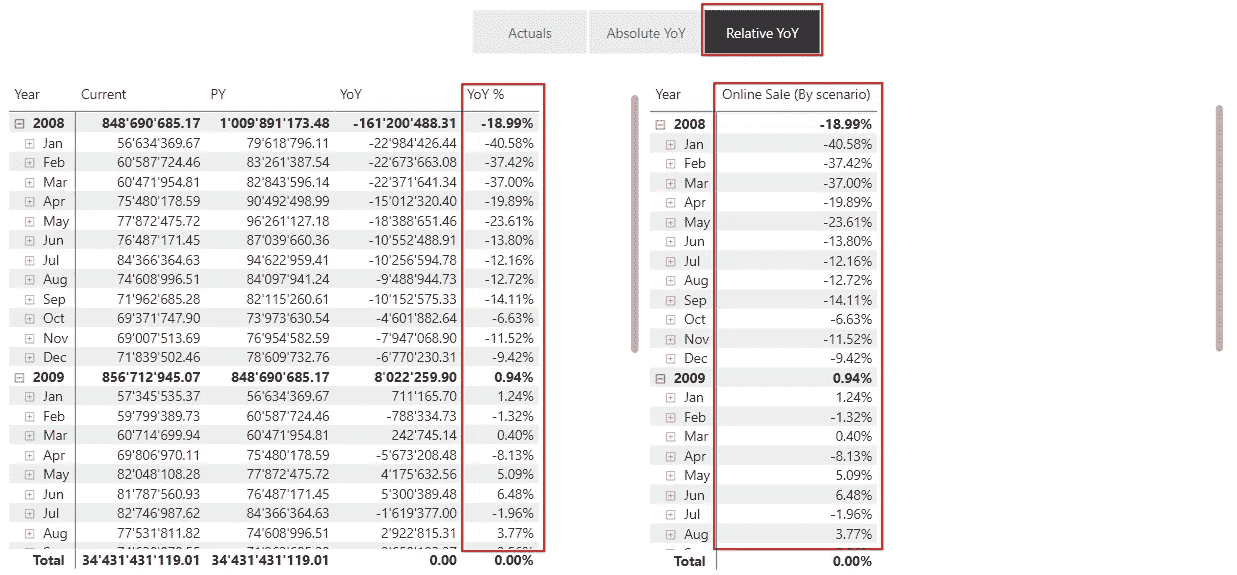 Actuals Absolute YoY Relative YoY
Year Current PY YoY YoY % Year Online Sale (By scenario)
2008 848'690'685.17 1'009'891'173.48 -161'200'488.31 -18.99% 2008 -18.99%
Jan 56'634'369.67 79'618'796.11 -22'984'426.44 -40.58% Jan -40.58%
Feb 60'587'724.46 83'261'387.54 -22'673'663.08 -37.42% Feb -37.42%
Mar 60'471'954.81 82'843'596.14 -22'371'641.34 -37.00% Mar -37.00%
Apr 75'480'178.59 90'492'498.99 -15'012'320.40 -19.89% Apr -19.89%
May 77'872'475.72 96'261'127.18 -18'388'651.46 -23.61% May -23.61%
Jun 76'487'171.45 87'039'660.36 -10'552'488.91 -13.80% Jun -13.80%
Jul 84'366'364.63 94'622'959.41 -10'256'594.78 -12.16% Jul -12.16%
Aug 74'608'996.51 84'097'941.24 -9'488'944.73 -12.72% Aug -12.72%
Sep 71'962'685.28 82'115'260.61 -10'152'575.33 -14.11% Sep -14.11%
Oct 69'371'747.90 73'973'630.54 -4'601'882.64 -6.63% Oct -6.63%
Nov 69'007'513.69 76'954'582.59 -7'947'068.90 -11.52% Nov -11.52%
Dec 71'839'502.46 78'609'732.76 -6'770'230.31 -9.42% Dec -9.42%
2009 856'712'945.07 848'690'685.17 8'022'259.90 0.94% 2009 0.94%
Jan 57'345'535.37 56'634'369.67 711'165.70 1.24% Jan 1.24%
Feb 59'799'389.73 60'587'724.46 -788'334.73 -1.32% Feb -1.32%
Mar 60'714'699.94 60'471'954.81 242'745.14 0.40% Mar 0.40%
Apr 69'806'970.11 75'480'178.59 -5'673'208.48 -8.13% Apr -8.13%
May 82'048'108.28 77'872'475.72 4'175'632.56 5.09% May 5.09%
Jun 81'787'560.93 76'487'171.45 5'300'389.48 6.48% Jun 6.48%
Jul 82'746'987.62 84'366'364.63 -1'619'377.00 -1.96% Jul -1.96%
Aug 77'531'811.82 74'608'996.51 2'922'815.31 3.77% Aug 3.77%
Total 34'431'431'119.01 34'431'431'119.01 0.00 0.00% Total 0.00%